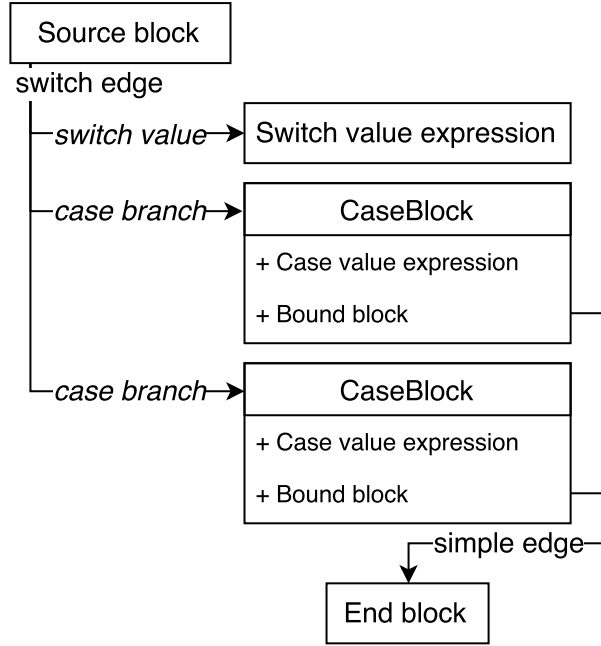 Source block
switch edge
switch value
Switch value expression
case branch
CaseBlock
+ Case value expression
+ Bound block
case branch
CaseBlock
+ Case value expression
+ Bound block
simple edge
End block